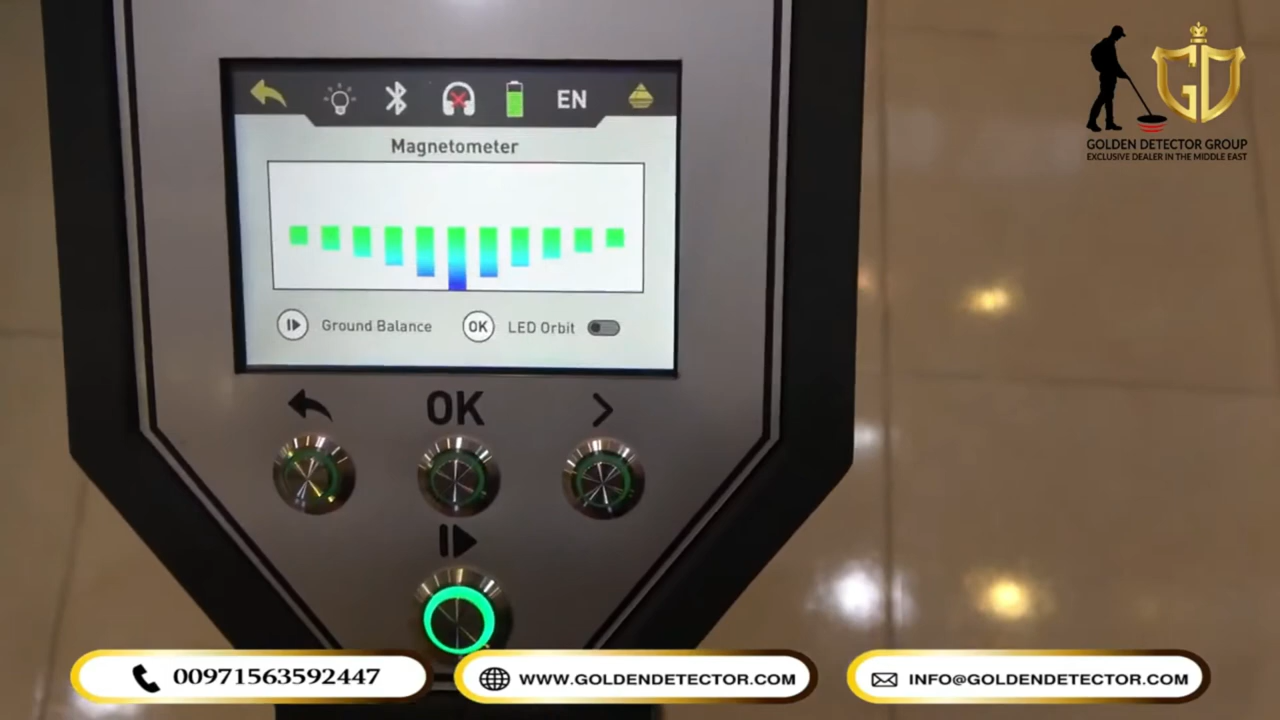 EN
Magnetometer
Ground Balance
OK
LED Orbit
OK
GD
GOLDEN DETECTOR GROUP
EXCLUSIVE DEALER IN THE MIDDLE EAST
00971563592447
WWW.GOLDENDETECTOR.COM
INFO@GOLDENDETECTOR.COM